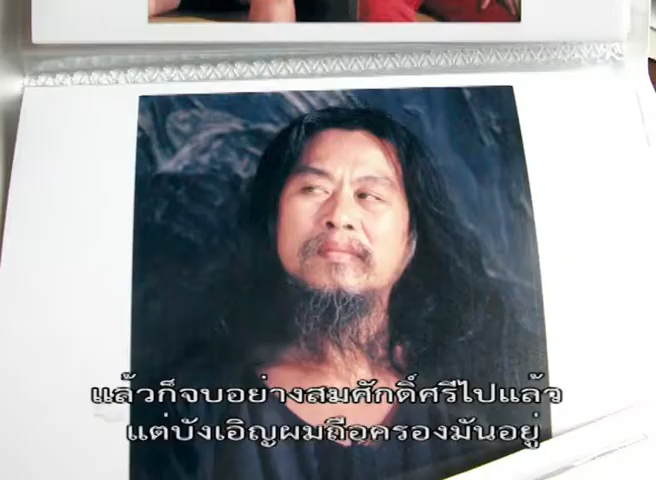 แล้วก็จบอย่างสมศักดิ์ศรีไปแล้ว
แต่บังเอิญผมถือครองมันอยู่